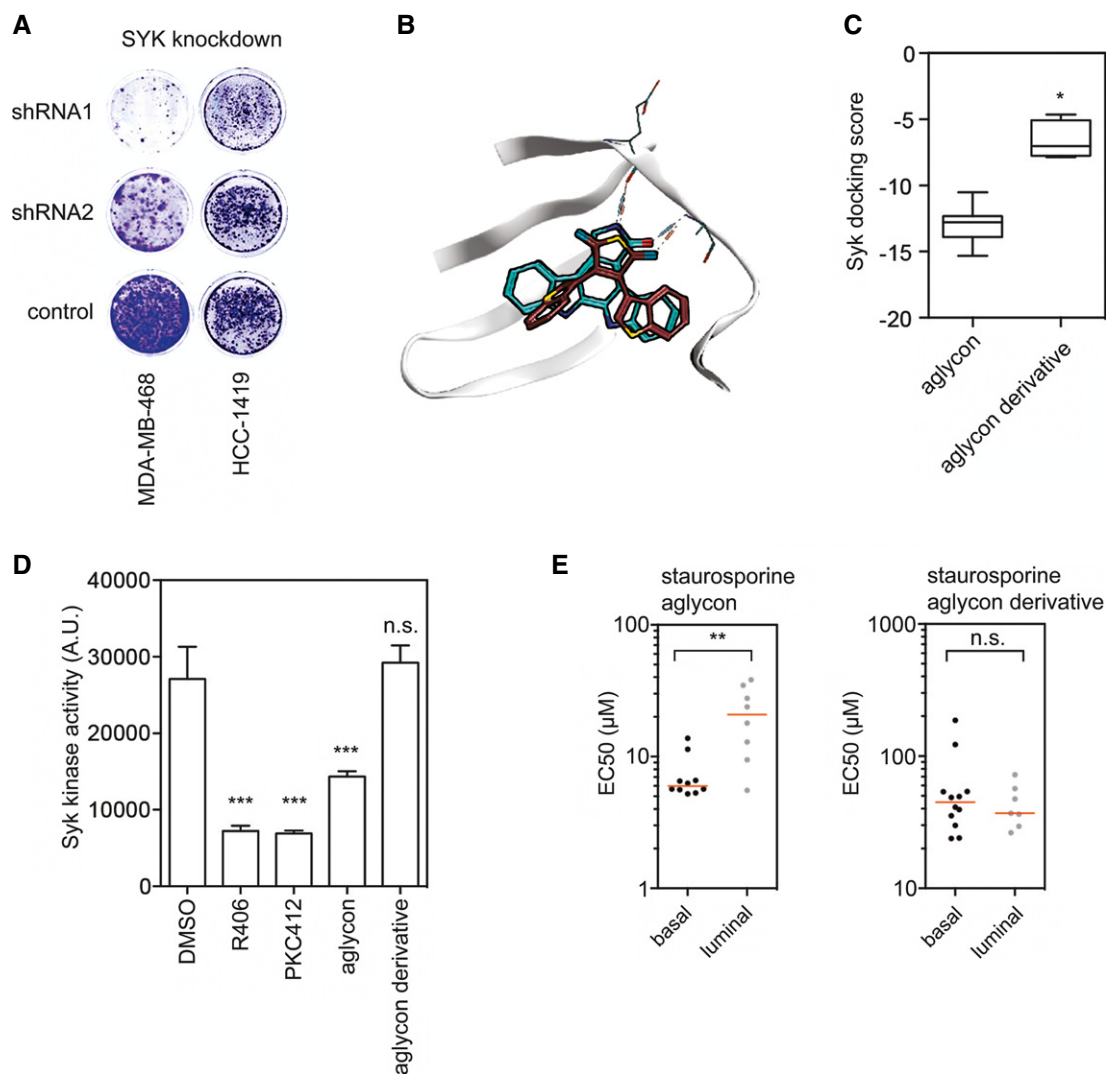 A
SYK knockdown
shRNA1
shRNA2
control
MDA-MB-468
HCC-1419
B
C
Syk docking score
0
-5
-10
-15
-20
*
aglycon
aglycon derivative
D
Syk kinase activity (A.U.)
40000
30000
20000
10000
0
***
***
***
n.s.
DMSO
R406
PKC412
aglycon
aglycon derivative
E
staurosporine
aglycon
EC50 (µM)
100
10
1
**
basal
luminal
staurosporine
aglycon derivative
EC50 (µM)
1000
100
10
n.s.
basal
luminal